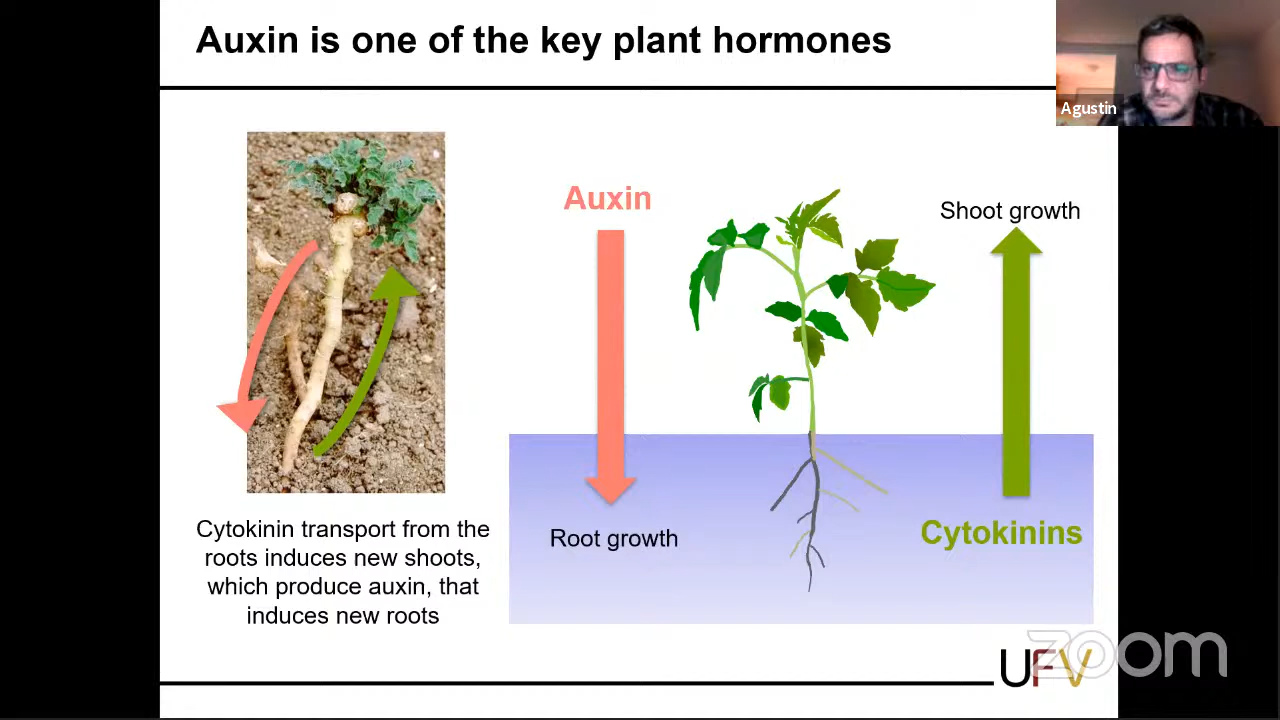 Auxin is one of the key plant hormones
Agustin
Auxin
Shoot growth
Root growth
Cytokinins
Cytokinin transport from the
roots induces new shoots,
which produce auxin, that
induces new roots
UFV
zoom